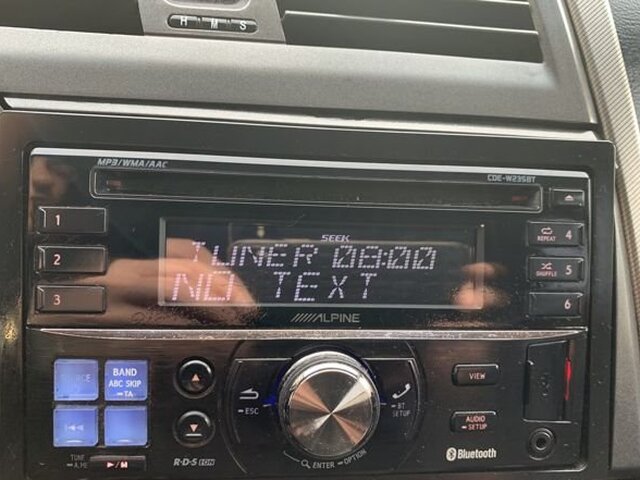 H M S
MP3/WMA/AAC
CDE-W235BT
1
2
3
SEEK
TUNER 08:00
NO TEXT
ALPINE
REPEAT 4
SHUFFLE 5
6
BAND
ABC SKIP
TA
TUNE
A.ME
R·D·S EON
ESC
BT
SETUP
ENTER OPTION
VIEW
AUDIO
SETUP
Bluetooth